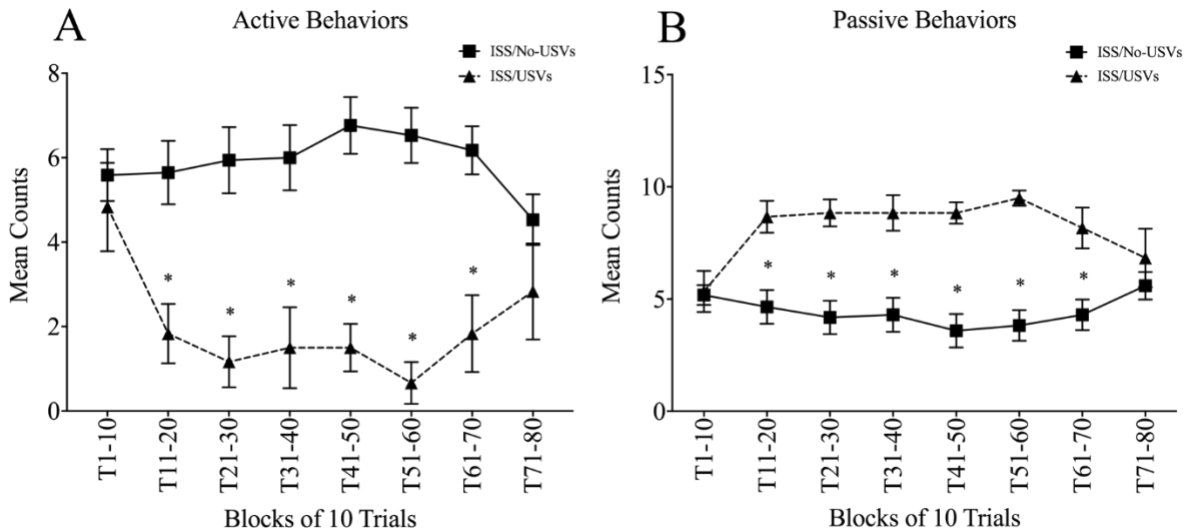 A
Active Behaviors
ISS/No-USVs
ISS/USVs
Mean Counts
8
6
4
2
0
*
*
*
*
*
*
T1-10
T11-20
T21-30
T31-40
T41-50
T51-60
T61-70
T71-80
Blocks of 10 Trials
B
Passive Behaviors
ISS/No-USVs
ISS/USVs
Mean Counts
15
10
5
0
*
*
*
*
*
*
T1-10
T11-20
T21-30
T31-40
T41-50
T51-60
T61-70
T71-80
Blocks of 10 Trials